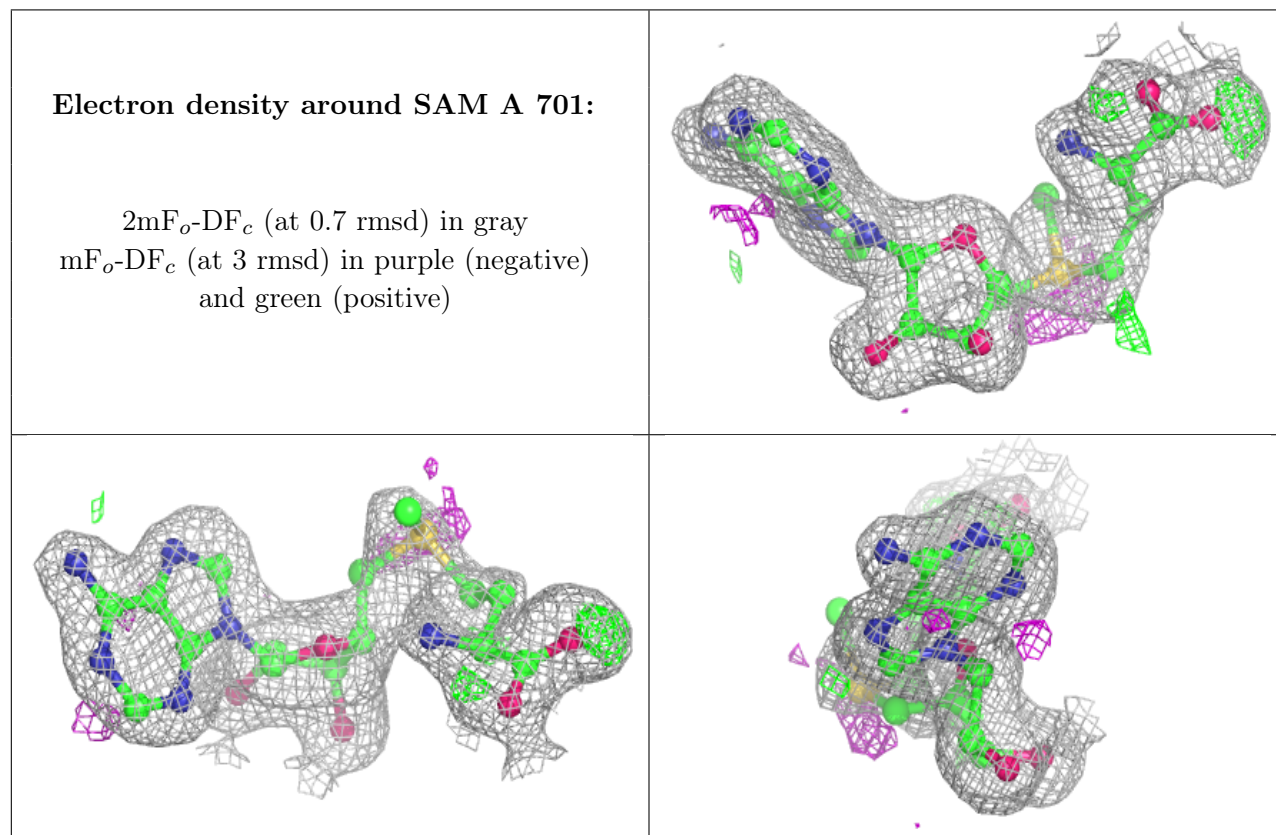 Electron density around SAM A 701:
2mFo-DFc (at 0.7 rmsd) in gray
mFo-DFc (at 3 rmsd) in purple (negative)
and green (positive)